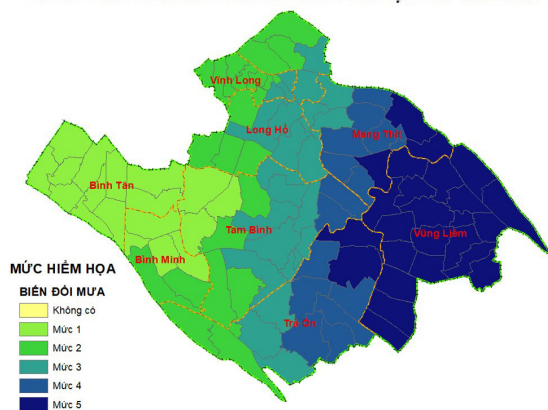 Vĩnh Long
Long Hồ
Mang Thít
Bình Tân
Tam Bình
Vũng Liêm
Bình Minh
Trà Ôn
MỨC HIỂM HỌA
BIẾN ĐỔI MƯA
Không có
Mức 1
Mức 2
Mức 3
Mức 4
Mức 5